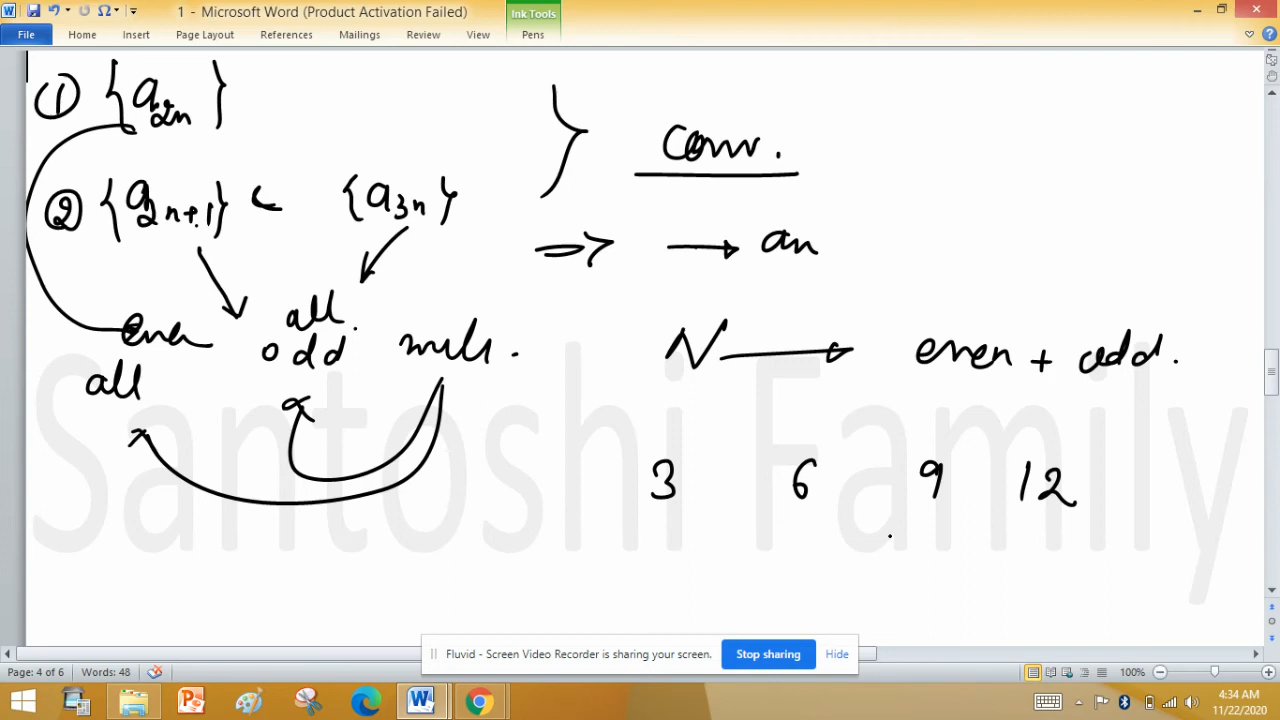 1 - Microsoft Word (Product Activation Failed)
Ink Tools
File Home Insert Page Layout References Mailings Review View Pens
① {a2n}
② {a2n+1} {a3n}
} Conv.
⇒ → an
even all odd mult.
all
N → even + odd.
3 6 9 12
Santoshi Family
Fluvid - Screen Video Recorder is sharing your screen. Stop sharing Hide
Page: 4 of 6 Words: 48 100%
4:34 AM
11/22/2020